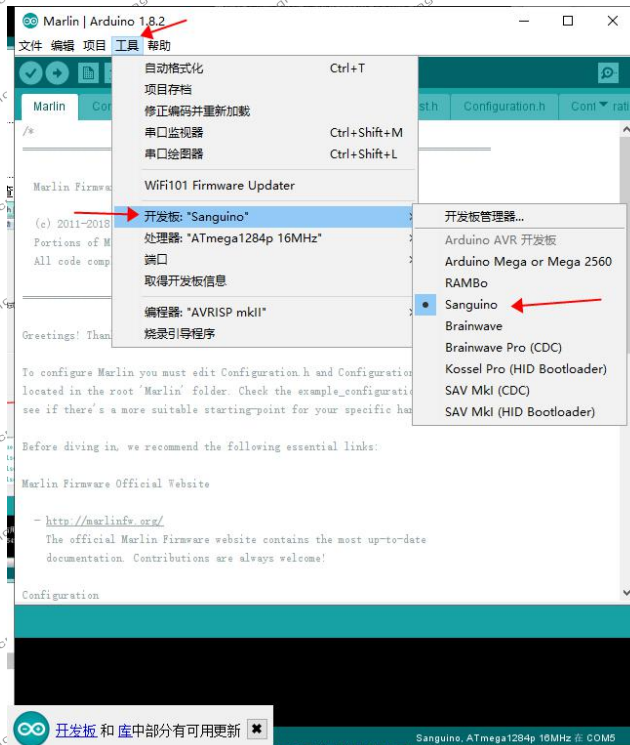 Marlin | Arduino 1.8.2
文件 编辑 项目 工具 帮助
自动格式化 Ctrl+T
项目存档
修正编码并重新加载
串口监视器 Ctrl+Shift+M
串口绘图器 Ctrl+Shift+L
WiFi101 Firmware Updater
开发板: "Sanguino"
处理器: "ATmega1284p 16MHz"
端口
取得开发板信息
编程器: "AVRISP mkII"
烧录引导程序
开发板管理器...
Arduino AVR 开发板
Arduino Mega or Mega 2560
RAMBo
Sanguino
Brainwave
Brainwave Pro (CDC)
Kossel Pro (HID Bootloader)
SAV MkI (CDC)
SAV MkI (HID Bootloader)
Marlin
Configuration.h
/*
Marlin
(c) 2011-2018
Portions of
All code
Greetings!
To configure Marlin you must edit Configuration.h and
located in the root 'Marlin' folder. Check the
see if there's a more suitable starting-point for your specific
Before diving in, we recommend the following essential links:
Marlin Firmware Official Website
- http://marlinfw.org/
The official Marlin Firmware website contains the most up-to-date
documentation. Contributions are always welcome!
Configuration
开发板 和 库中部分有可用更新
Sanguino, ATmega1284p 16MHz 在 COM5